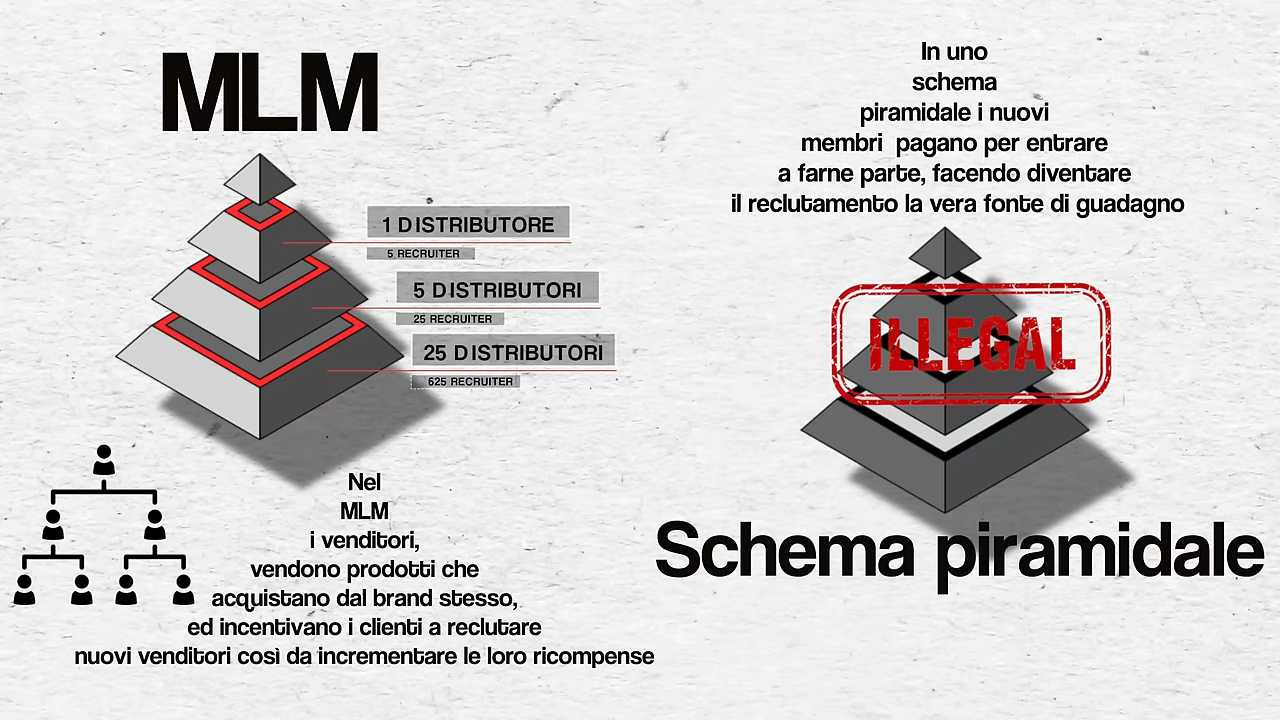 MLM
1 DISTRIBUTORE
5 RECRUITER
5 DISTRIBUTORI
25 RECRUITER
25 DISTRIBUTORI
625 RECRUITER
Nel
MLM
i venditori,
vendono prodotti che
acquistano dal brand stesso,
ed incentivano i clienti a reclutare
nuovi venditori così da incrementare le loro ricompense
In uno
schema
piramidale i nuovi
membri pagano per entrare
a farne parte, facendo diventare
il reclutamento la vera fonte di guadagno
ILLEGAL
Schema piramidale